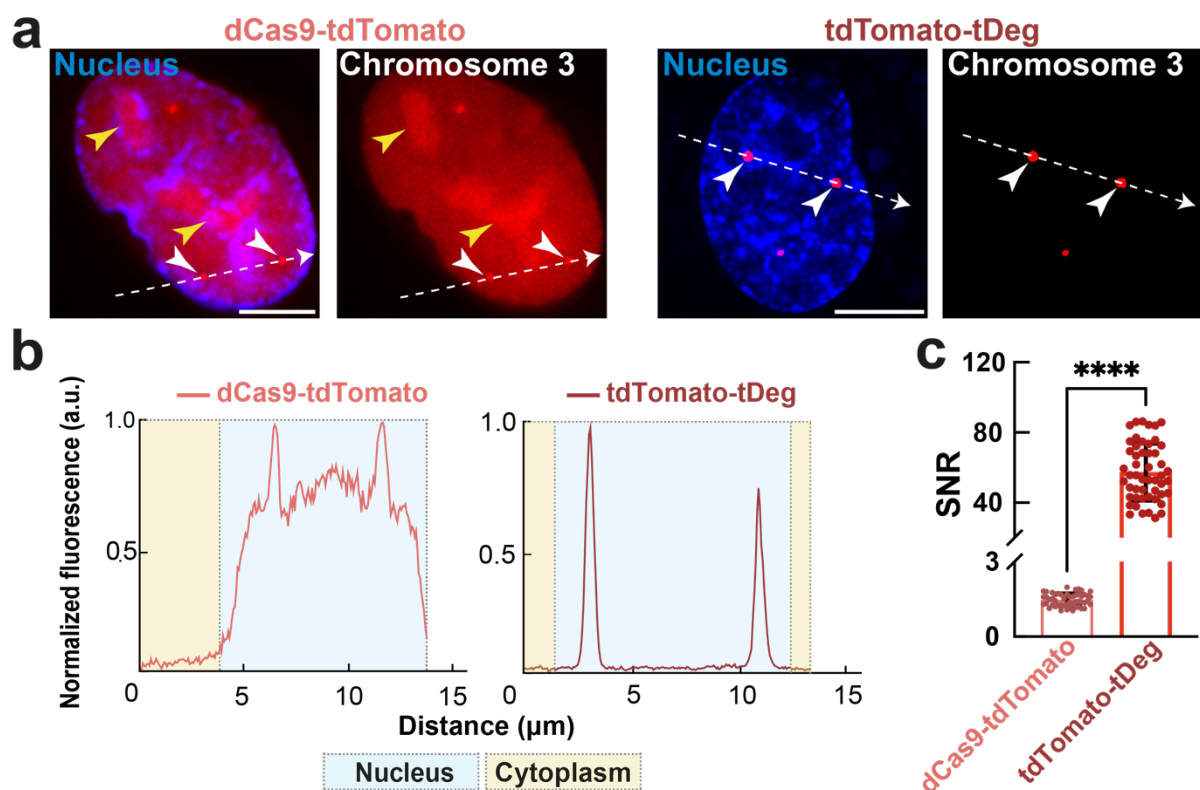 a
dCas9-tdTomato
tdTomato-tDeg
Nucleus
Chromosome 3
Nucleus
Chromosome 3
b
Normalized fluorescence (a.u.)
dCas9-tdTomato
1.0
0.5
0 5 10 15
tdTomato-tDeg
1.0
0.5
0 5 10 15
Distance (µm)
Nucleus
Cytoplasm
c
SNR
120
80
40
3
0
****
dCas9-tdTomato
tdTomato-tDeg